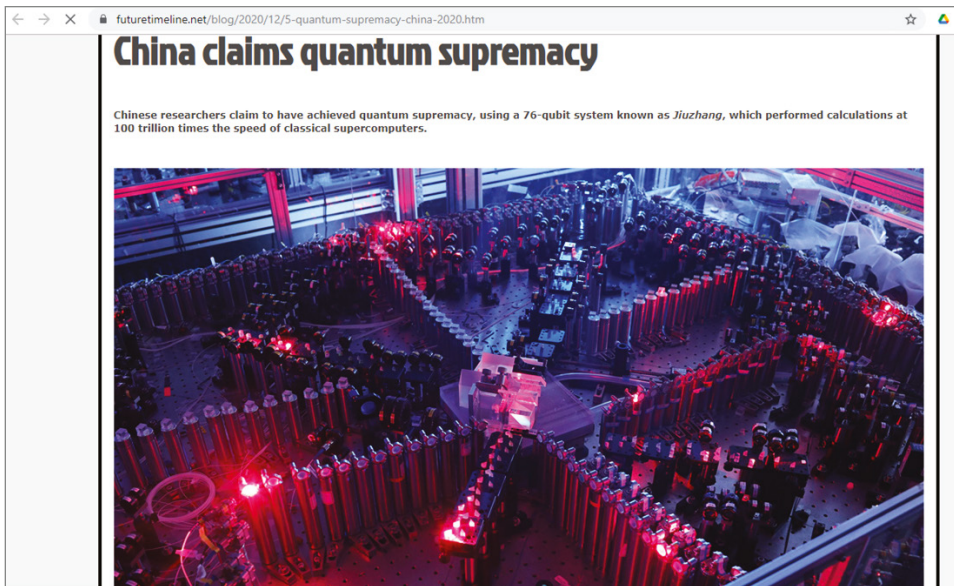 futuretimeline.net/blog/2020/12/5-quantum-supremacy-china-2020.htm
China claims quantum supremacy
Chinese researchers claim to have achieved quantum supremacy, using a 76-qubit system known as Jiuzhang, which performed calculations at
100 trillion times the speed of classical supercomputers.